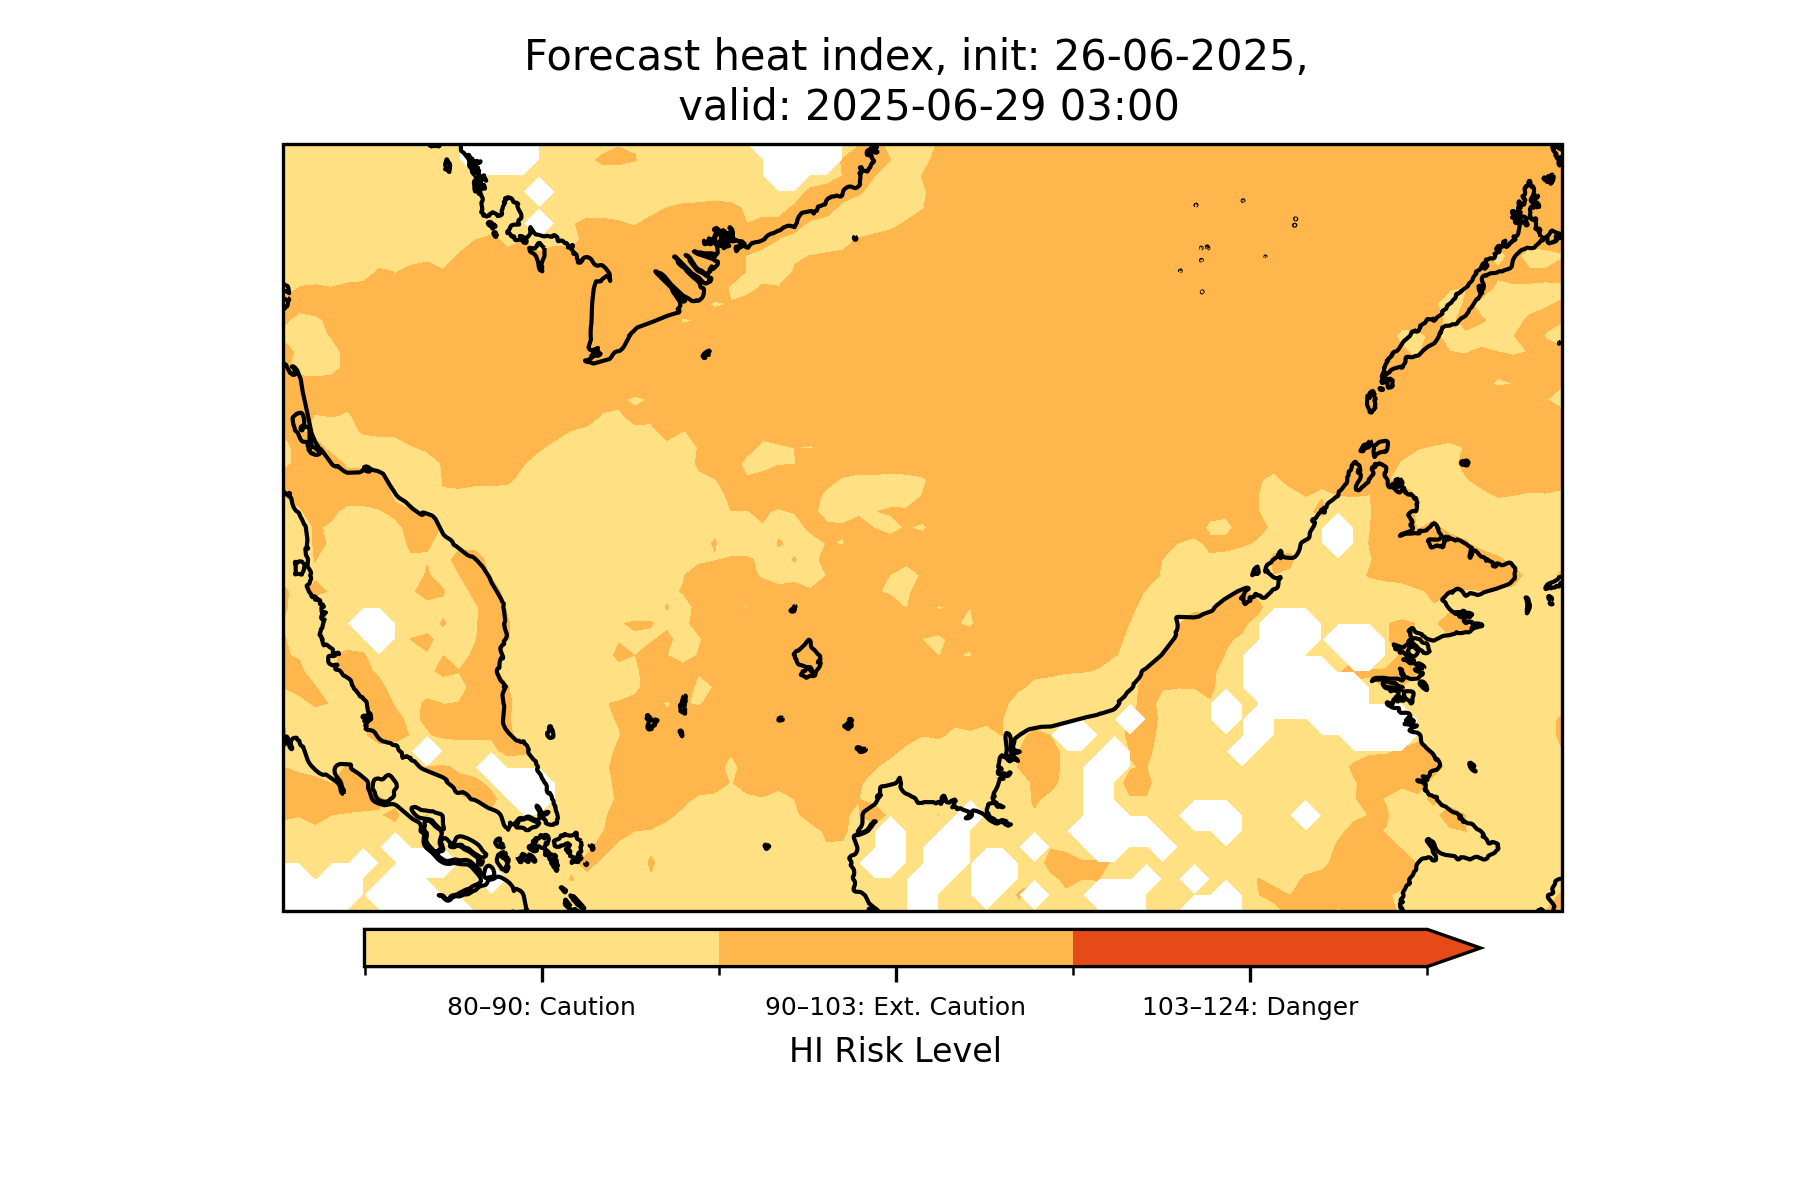 Forecast heat index, init: 26-06-2025,
valid: 2025-06-29 03:00
80–90: Caution
90–103: Ext. Caution
103–124: Danger
HI Risk Level